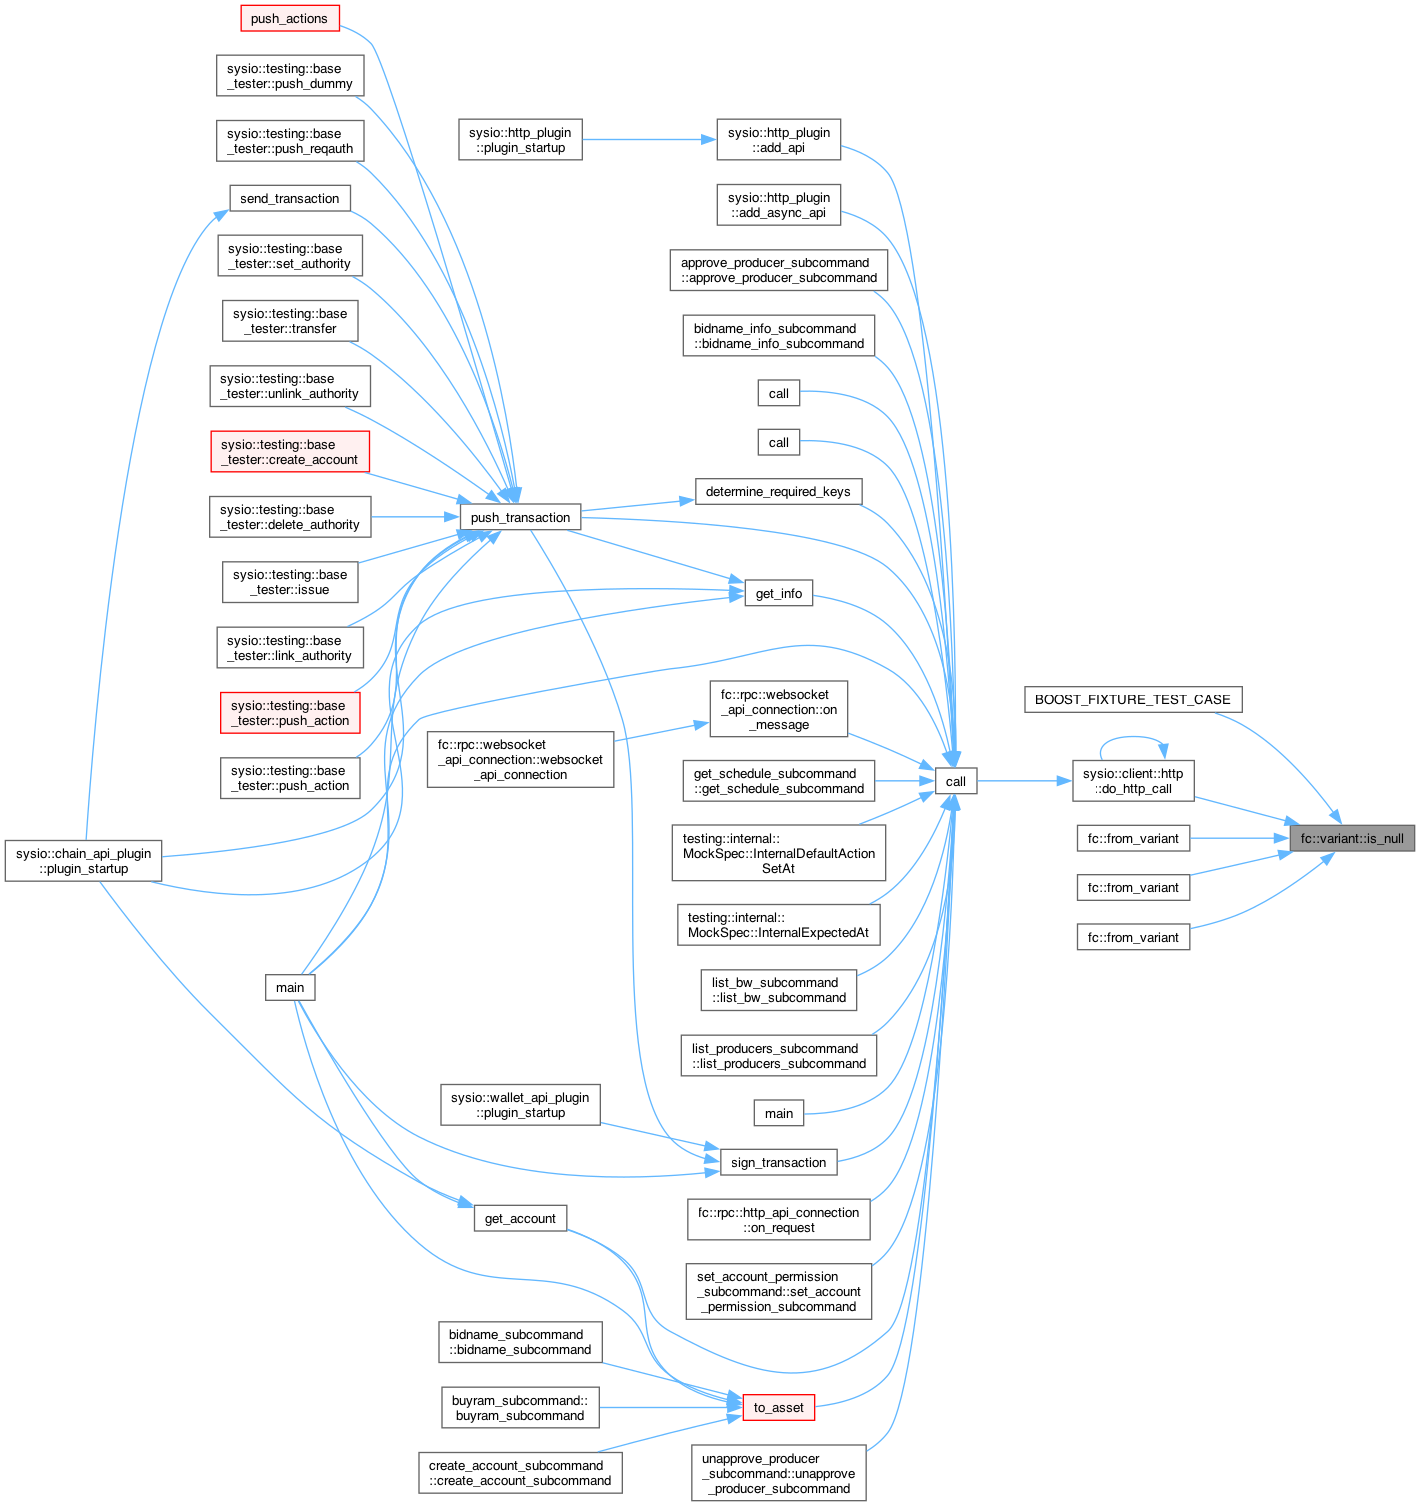 push_actions
sysio::testing::base
_tester::push_dummy
sysio::testing::base
_tester::push_reqauth
send_transaction
sysio::testing::base
_tester::set_authority
sysio::testing::base
_tester::transfer
sysio::testing::base
_tester::unlink_authority
sysio::testing::base
_tester::create_account
sysio::testing::base
_tester::delete_authority
sysio::testing::base
_tester::issue
sysio::testing::base
_tester::link_authority
sysio::testing::base
_tester::push_action
sysio::testing::base
_tester::push_action
sysio::chain_api_plugin
::plugin_startup
main
sysio::http_plugin
::plugin_startup
push_transaction
fc::rpc::websocket
_api_connection::websocket
_api_connection
sysio::wallet_api_plugin
::plugin_startup
get_account
bidname_subcommand
::bidname_subcommand
buyram_subcommand::
buyram_subcommand
create_account_subcommand
::create_account_subcommand
sysio::http_plugin
::add_api
sysio::http_plugin
::add_async_api
approve_producer_subcommand
::approve_producer_subcommand
bidname_info_subcommand
::bidname_info_subcommand
call
call
determine_required_keys
get_info
fc::rpc::websocket
_api_connection::on
_message
get_schedule_subcommand
::get_schedule_subcommand
testing::internal::
MockSpec::InternalDefaultAction
SetAt
testing::internal::
MockSpec::InternalExpectedAt
list_bw_subcommand
::list_bw_subcommand
list_producers_subcommand
::list_producers_subcommand
main
sign_transaction
fc::rpc::http_api_connection
::on_request
set_account_permission
_subcommand::set_account
_permission_subcommand
to_asset
unapprove_producer
_subcommand::unapprove
_producer_subcommand
call
BOOST_FIXTURE_TEST_CASE
sysio::client::http
::do_http_call
fc::from_variant
fc::from_variant
fc::from_variant
fc::variant::is_null